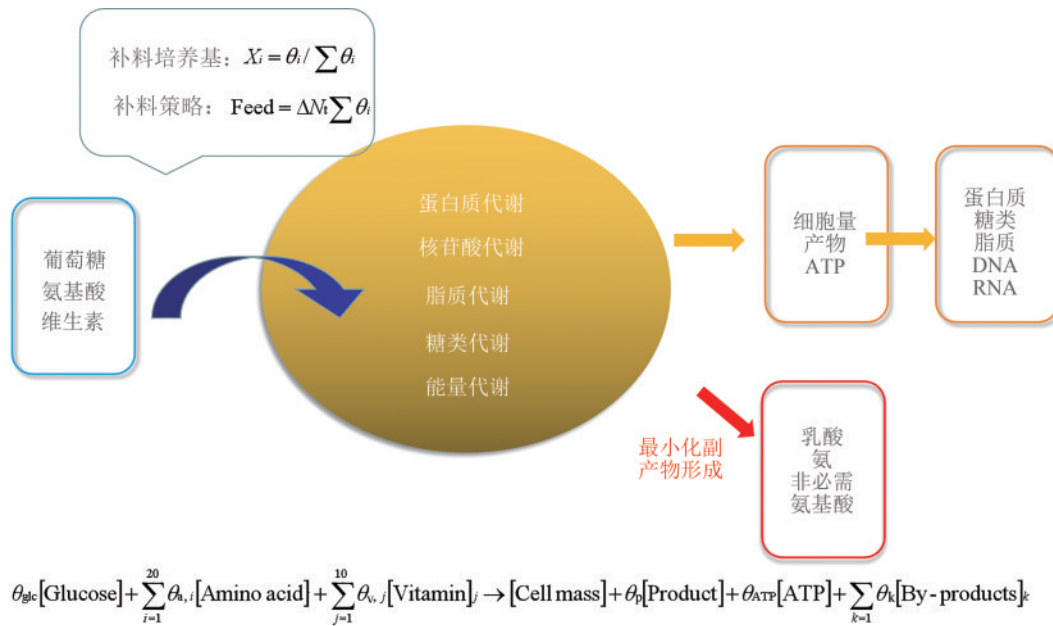 补料培养基：Xi = θi / ∑ θi
补料策略：Feed = ΔNt ∑ θi
葡萄糖
氨基酸
维生素
蛋白质代谢
核苷酸代谢
脂质代谢
糖类代谢
能量代谢
细胞量
产物
ATP
蛋白质
糖类
脂质
DNA
RNA
最小化副
产物形成
乳酸
氨
非必需
氨基酸
θglc[Glucose] + ∑_{i=1}^{20} θa, i[Amino acid]i + ∑_{j=1}^{10} θv, j[Vitamin]j → [Cell mass] + θp[Product] + θATP[ATP] + ∑_{k=1} θk[By-products]k